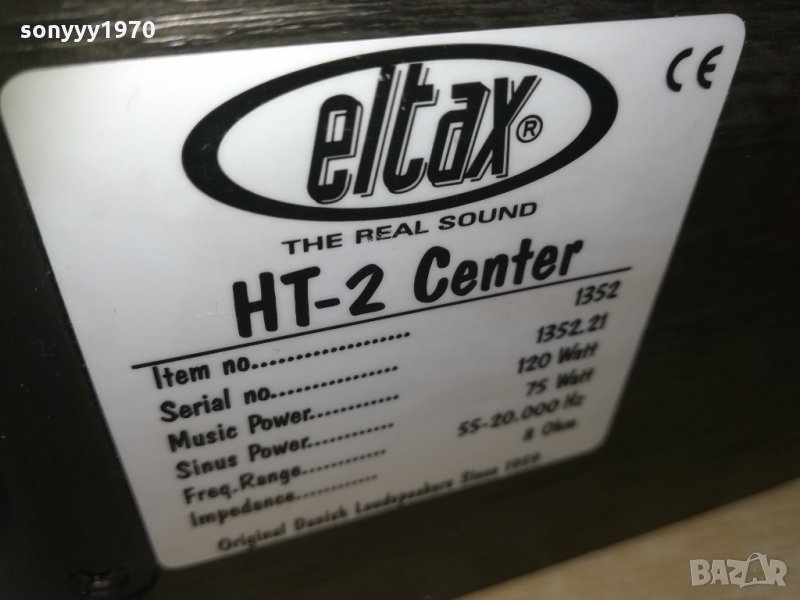 sonyyy1970
eltax®
CE
THE REAL SOUND
HT-2 Center
Item no.................... 1352
Serial no................ 1352.21
Music Power........... 120 Watt
Sinus Power........... 75 Watt
Freq.Range........... 55-20.000 Hz
Impedance............ 8 Ohm
Original Danish Loudspeakers Since
BAZAR